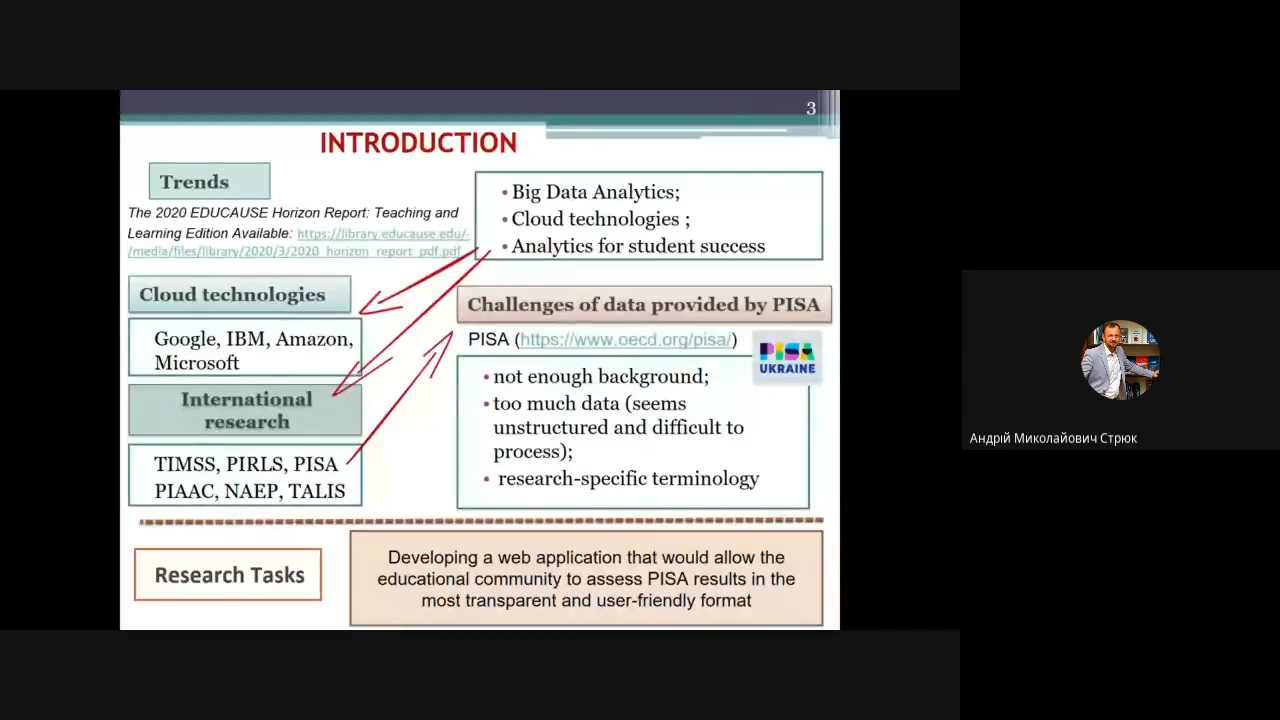 3
INTRODUCTION
Trends
The 2020 EDUCAUSE Horizon Report: Teaching and
Learning Edition Available: https://library.educause.edu/-
/media/files/library/2020/3/2020_horizon_report_pdf.pdf
• Big Data Analytics;
• Cloud technologies ;
• Analytics for student success
Cloud technologies
Google, IBM, Amazon,
Microsoft
International
research
TIMSS, PIRLS, PISA
PIAAC, NAEP, TALIS
Challenges of data provided by PISA
PISA (https://www.oecd.org/pisa/)
PISA
UKRAINE
• not enough background;
• too much data (seems
unstructured and difficult to
process);
• research-specific terminology
Research Tasks
Developing a web application that would allow the
educational community to assess PISA results in the
most transparent and user-friendly format
Андрій Миколайович Стрюк